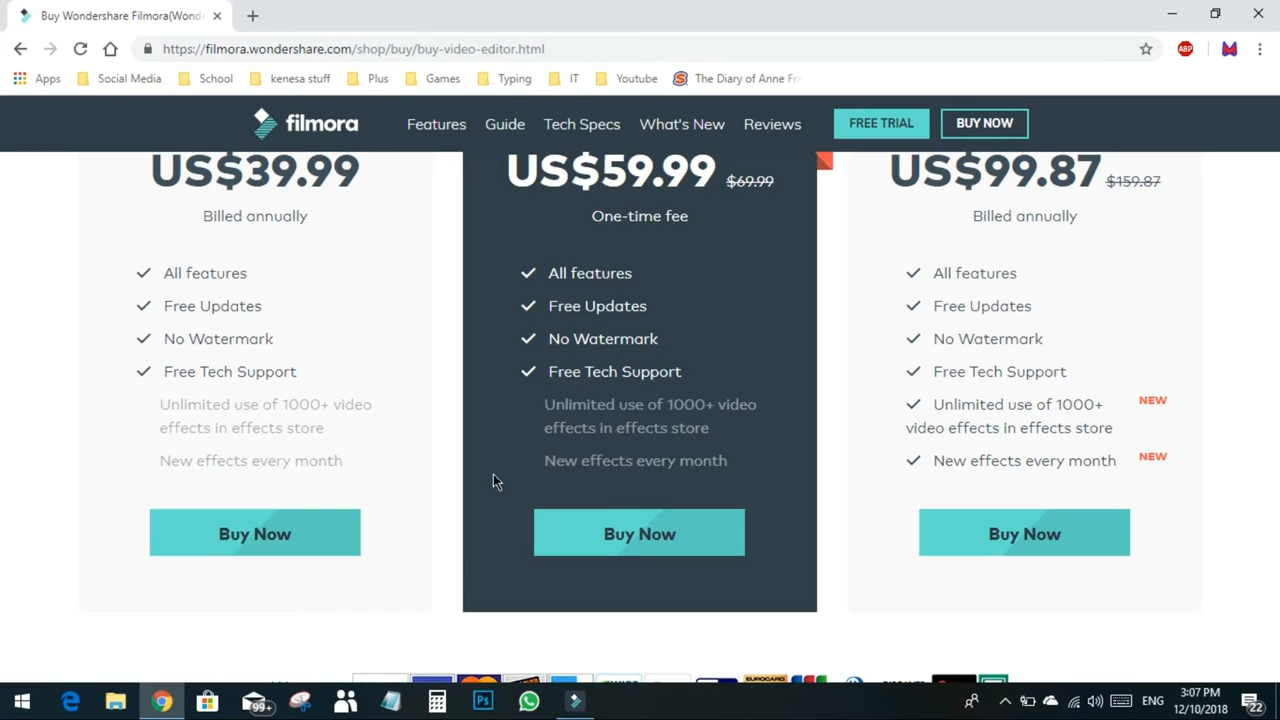 Buy Wondershare Filmora(Wond
https://filmora.wondershare.com/shop/buy/buy-video-editor.html
ABP
Apps Social Media School kenesa stuff Plus Games Typing IT Youtube The Diary of Anne Fra
filmora Features Guide Tech Specs What's New Reviews FREE TRIAL BUY NOW
US$39.99
Billed annually
All features
Free Updates
No Watermark
Free Tech Support
Unlimited use of 1000+ video
effects in effects store
New effects every month
Buy Now
US$59.99 $69.99
One-time fee
All features
Free Updates
No Watermark
Free Tech Support
Unlimited use of 1000+ video
effects in effects store
New effects every month
Buy Now
US$99.87 $159.87
Billed annually
All features
Free Updates
No Watermark
Free Tech Support
Unlimited use of 1000+ NEW
video effects in effects store
New effects every month NEW
Buy Now
EUROCARD
99+
Ps
ENG
3:07 PM
12/10/2018
22